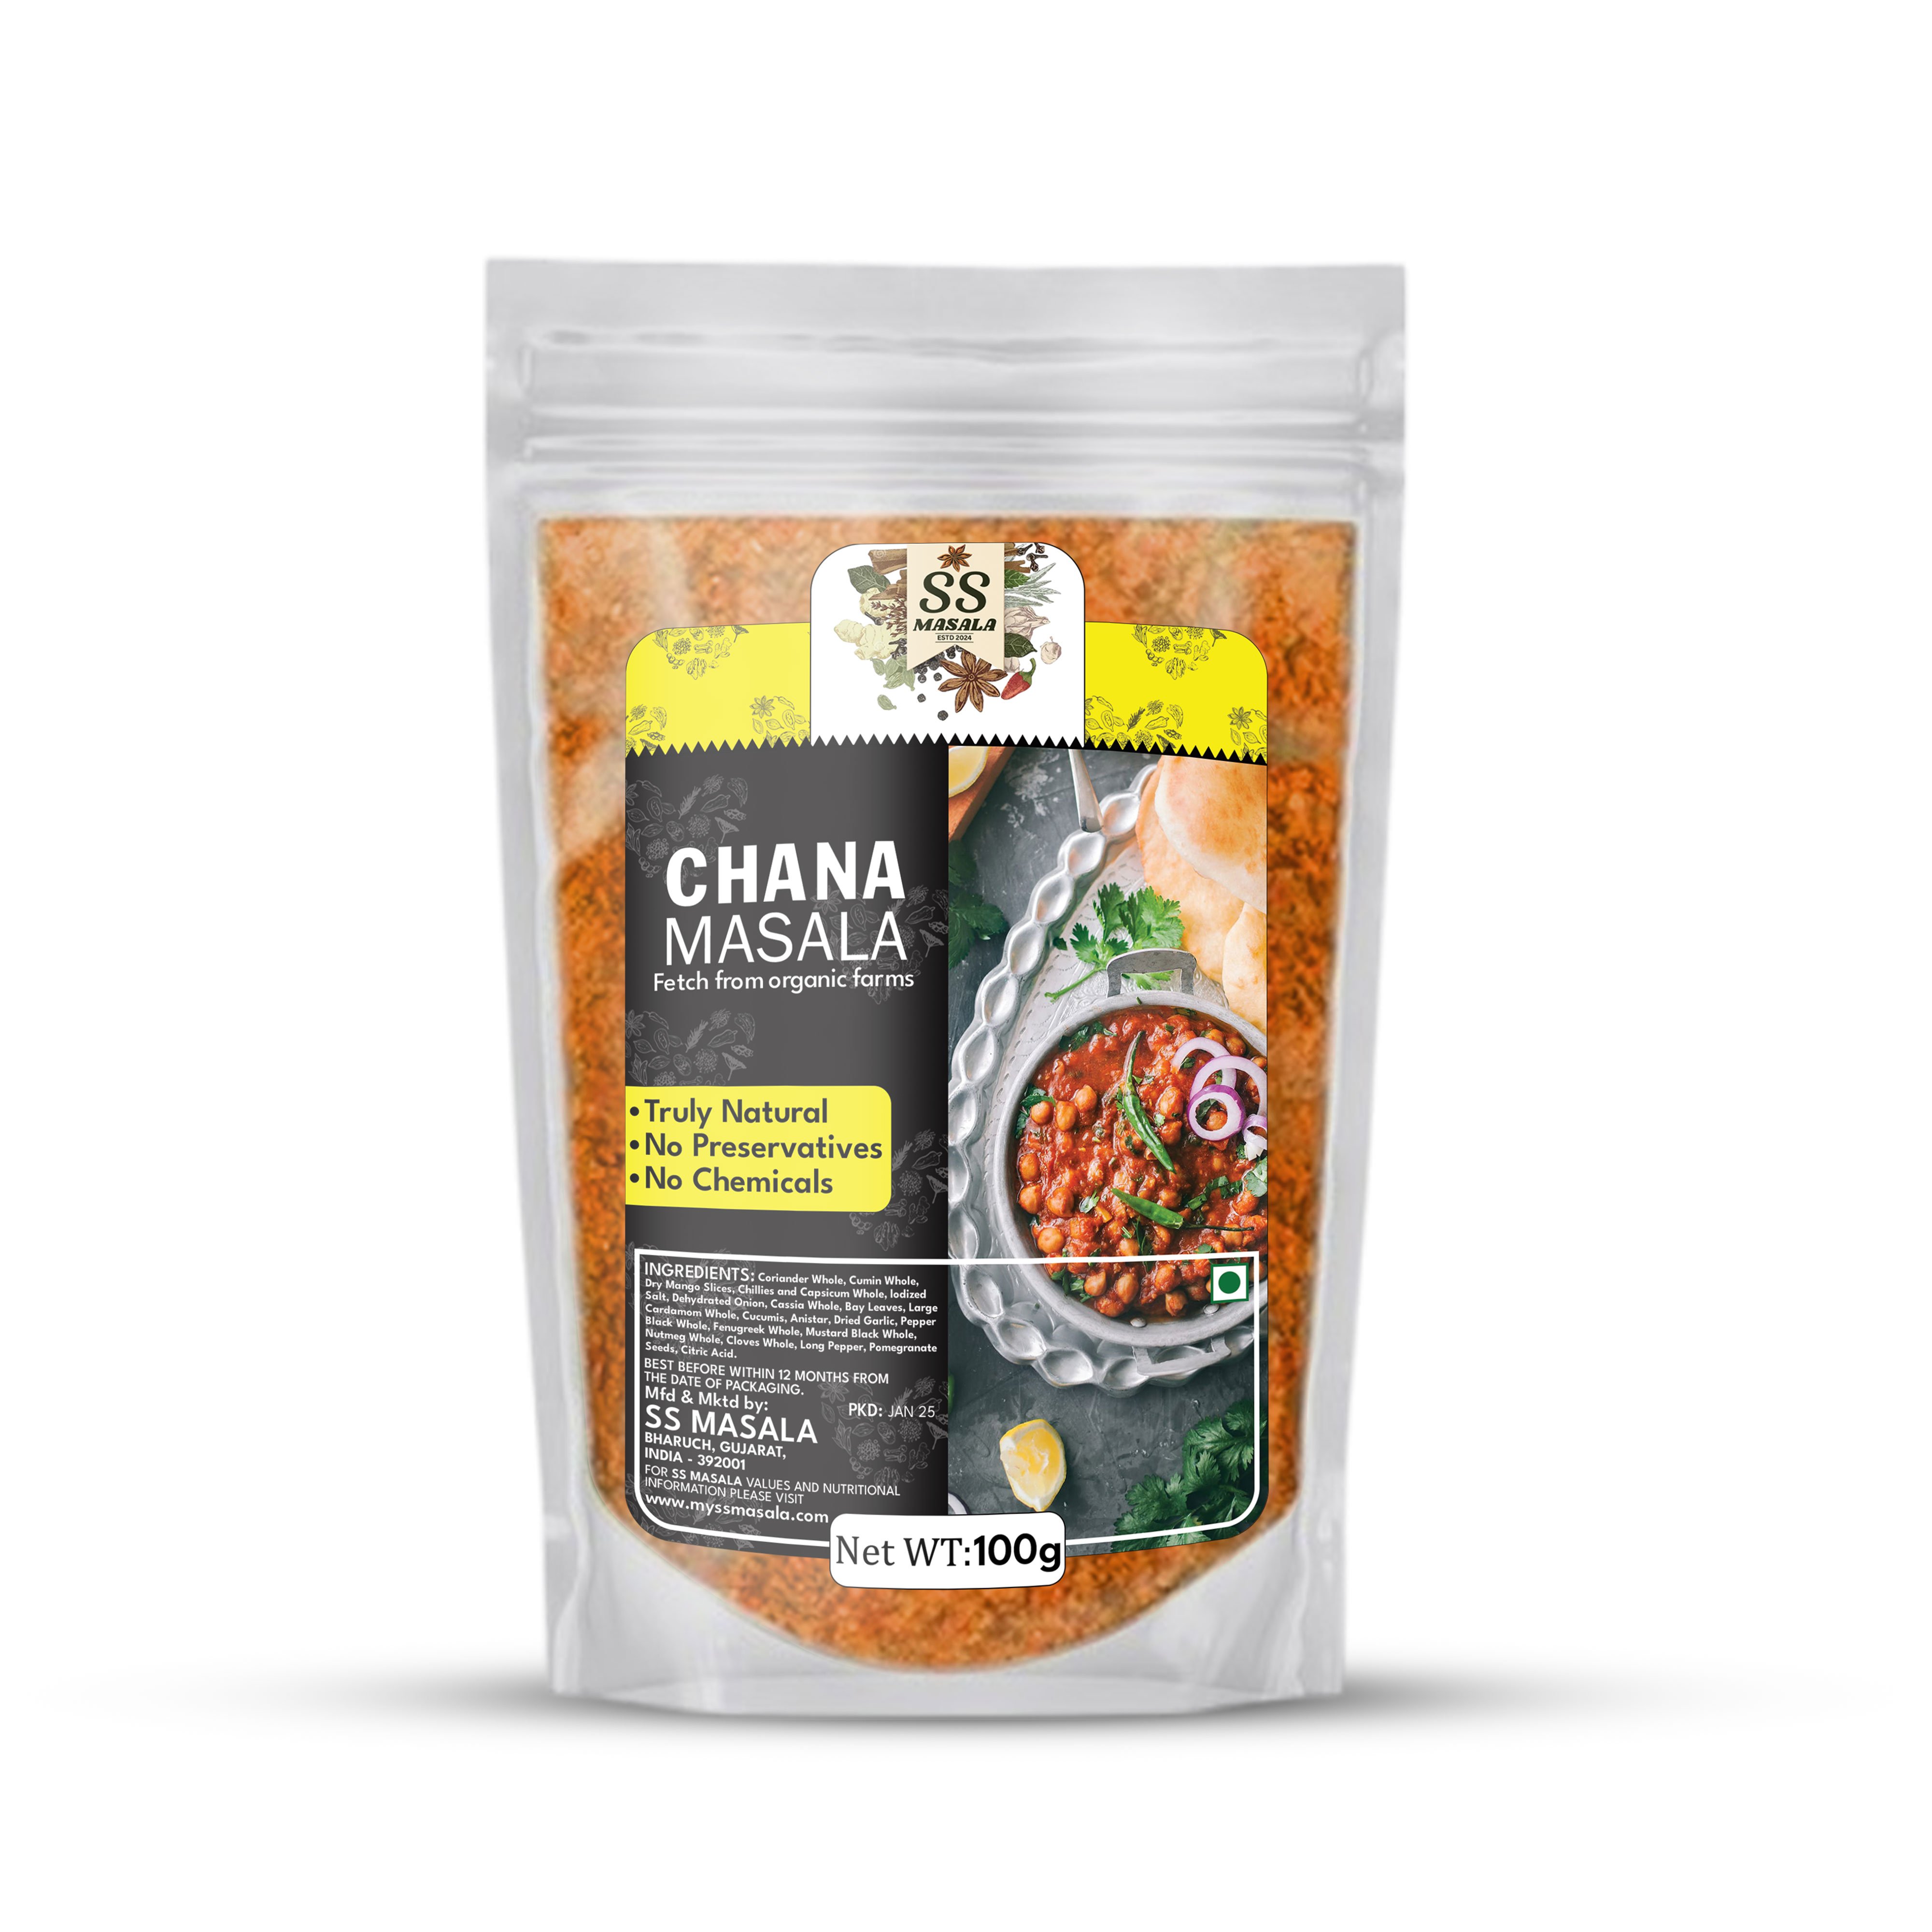 SS
MASALA
ESTD 2024
CHANA
MASALA
Fetch from organic farms
•Truly Natural
•No Preservatives
•No Chemicals
INGREDIENTS: Coriander Whole, Cumin Whole,
Dry Mango Slices, Chillies and Capsicum Whole, Iodized
Salt, Dehydrated Onion, Cassia Whole, Bay Leaves, Large
Cardamom Whole, Cucumis, Anistar, Dried Garlic, Pepper
Black Whole, Fenugreek Whole, Mustard Black Whole,
Nutmeg Whole, Cloves Whole, Long Pepper, Pomegranate
Seeds, Citric Acid.
BEST BEFORE WITHIN 12 MONTHS FROM
THE DATE OF PACKAGING.
Mfd & Mktd by:
PKD: JAN 25
SS MASALA
BHARUCH, GUJARAT,
INDIA - 392001
FOR SS MASALA VALUES AND NUTRITIONAL
INFORMATION PLEASE VISIT
www.myssmasala.com
Net WT:100g